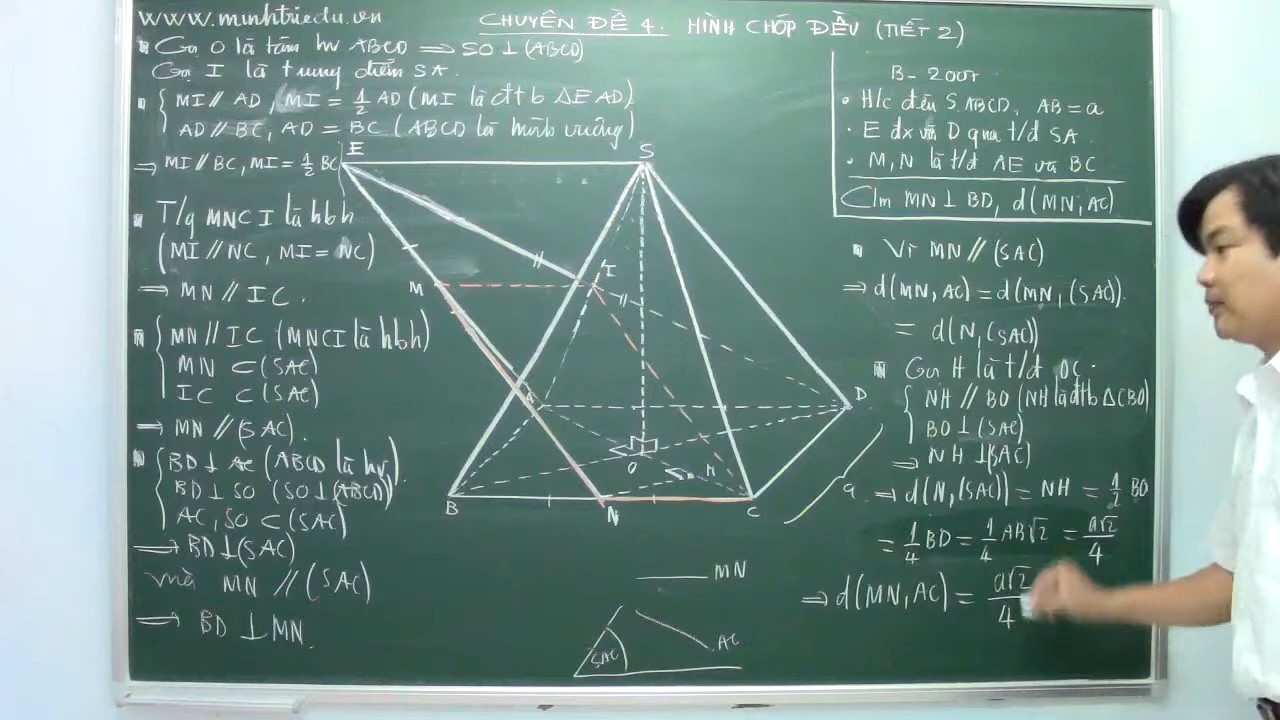 www.minhtriedu.vn
CHUYÊN ĐỀ 4. HÌNH CHÓP ĐỀU (TIẾT 2)
Gọi O là tâm hv ABCD ⟹ SO ⊥ (ABCD)
Gọi I là trung điểm SA.
MI // AD, MI = 1/2 AD (MI là đtb ΔEAD)
AD // BC, AD = BC (ABCD là hình vuông)
⟹ MI // BC, MI = 1/2 BC
T/g MNCI là hbh
(MI // NC, MI = NC)
⟹ MN // IC.
MN // IC (MNCI là hbh)
MN ⊂ (SAC)
IC ⊂ (SAC)
⟹ MN // (SAC).
BD ⊥ AC (ABCD là hv)
BD ⊥ SO (SO ⊥ (ABCD))
AC, SO ⊂ (SAC)
⟹ BD ⊥ (SAC)
mà MN // (SAC)
⟹ BD ⊥ MN.
E
S
I
M
A
D
O
H
B
N
C
a
MN
SAC
AC
B - 2007
H/c đều S.ABCD, AB = a
E đx với D qua t/đ SA.
M, N là t/đ AE và BC
Cm MN ⊥ BD, d(MN, AC)
Vì MN // (SAC)
⟹ d(MN, AC) = d(MN, (SAC)).
= d(N, (SAC))
Gọi H là t/đ OC.
NH // BO (NH là đtb ΔCBO)
BO ⊥ (SAC)
⟹ NH ⊥ (SAC)
⟹ d(N, (SAC)) = NH = 1/2 BO
= 1/4 BD = 1/4 AB√2 = a√2/4
⟹ d(MN, AC) = a√2/4